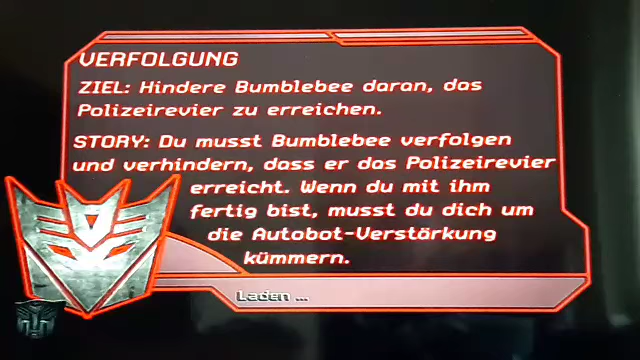 VERFOLGUNG
ZIEL: Hindere Bumblebee daran, das
Polizeirevier zu erreichen.
STORY: Du musst Bumblebee verfolgen
und verhindern, dass er das Polizeirevier
erreicht. Wenn du mit ihm
fertig bist, musst du dich um
die Autobot-Verstärkung
kümmern.
Laden ...